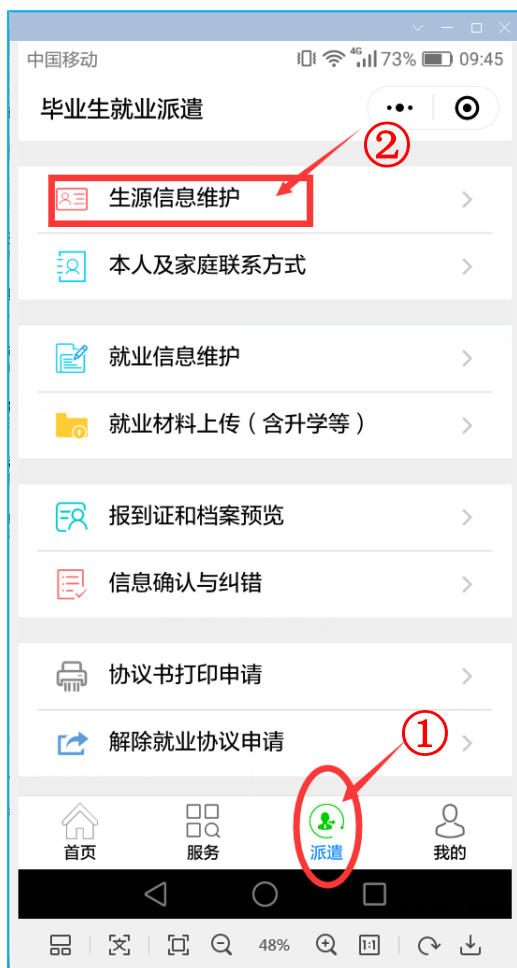 中国移动 4G 73% 09:45
毕业生就业派遣
②
生源信息维护
本人及家庭联系方式
就业信息维护
就业材料上传（含升学等）
报到证和档案预览
信息确认与纠错
协议书打印申请
①
解除就业协议申请
首页 服务 派遣 我的
文 48% 1:1